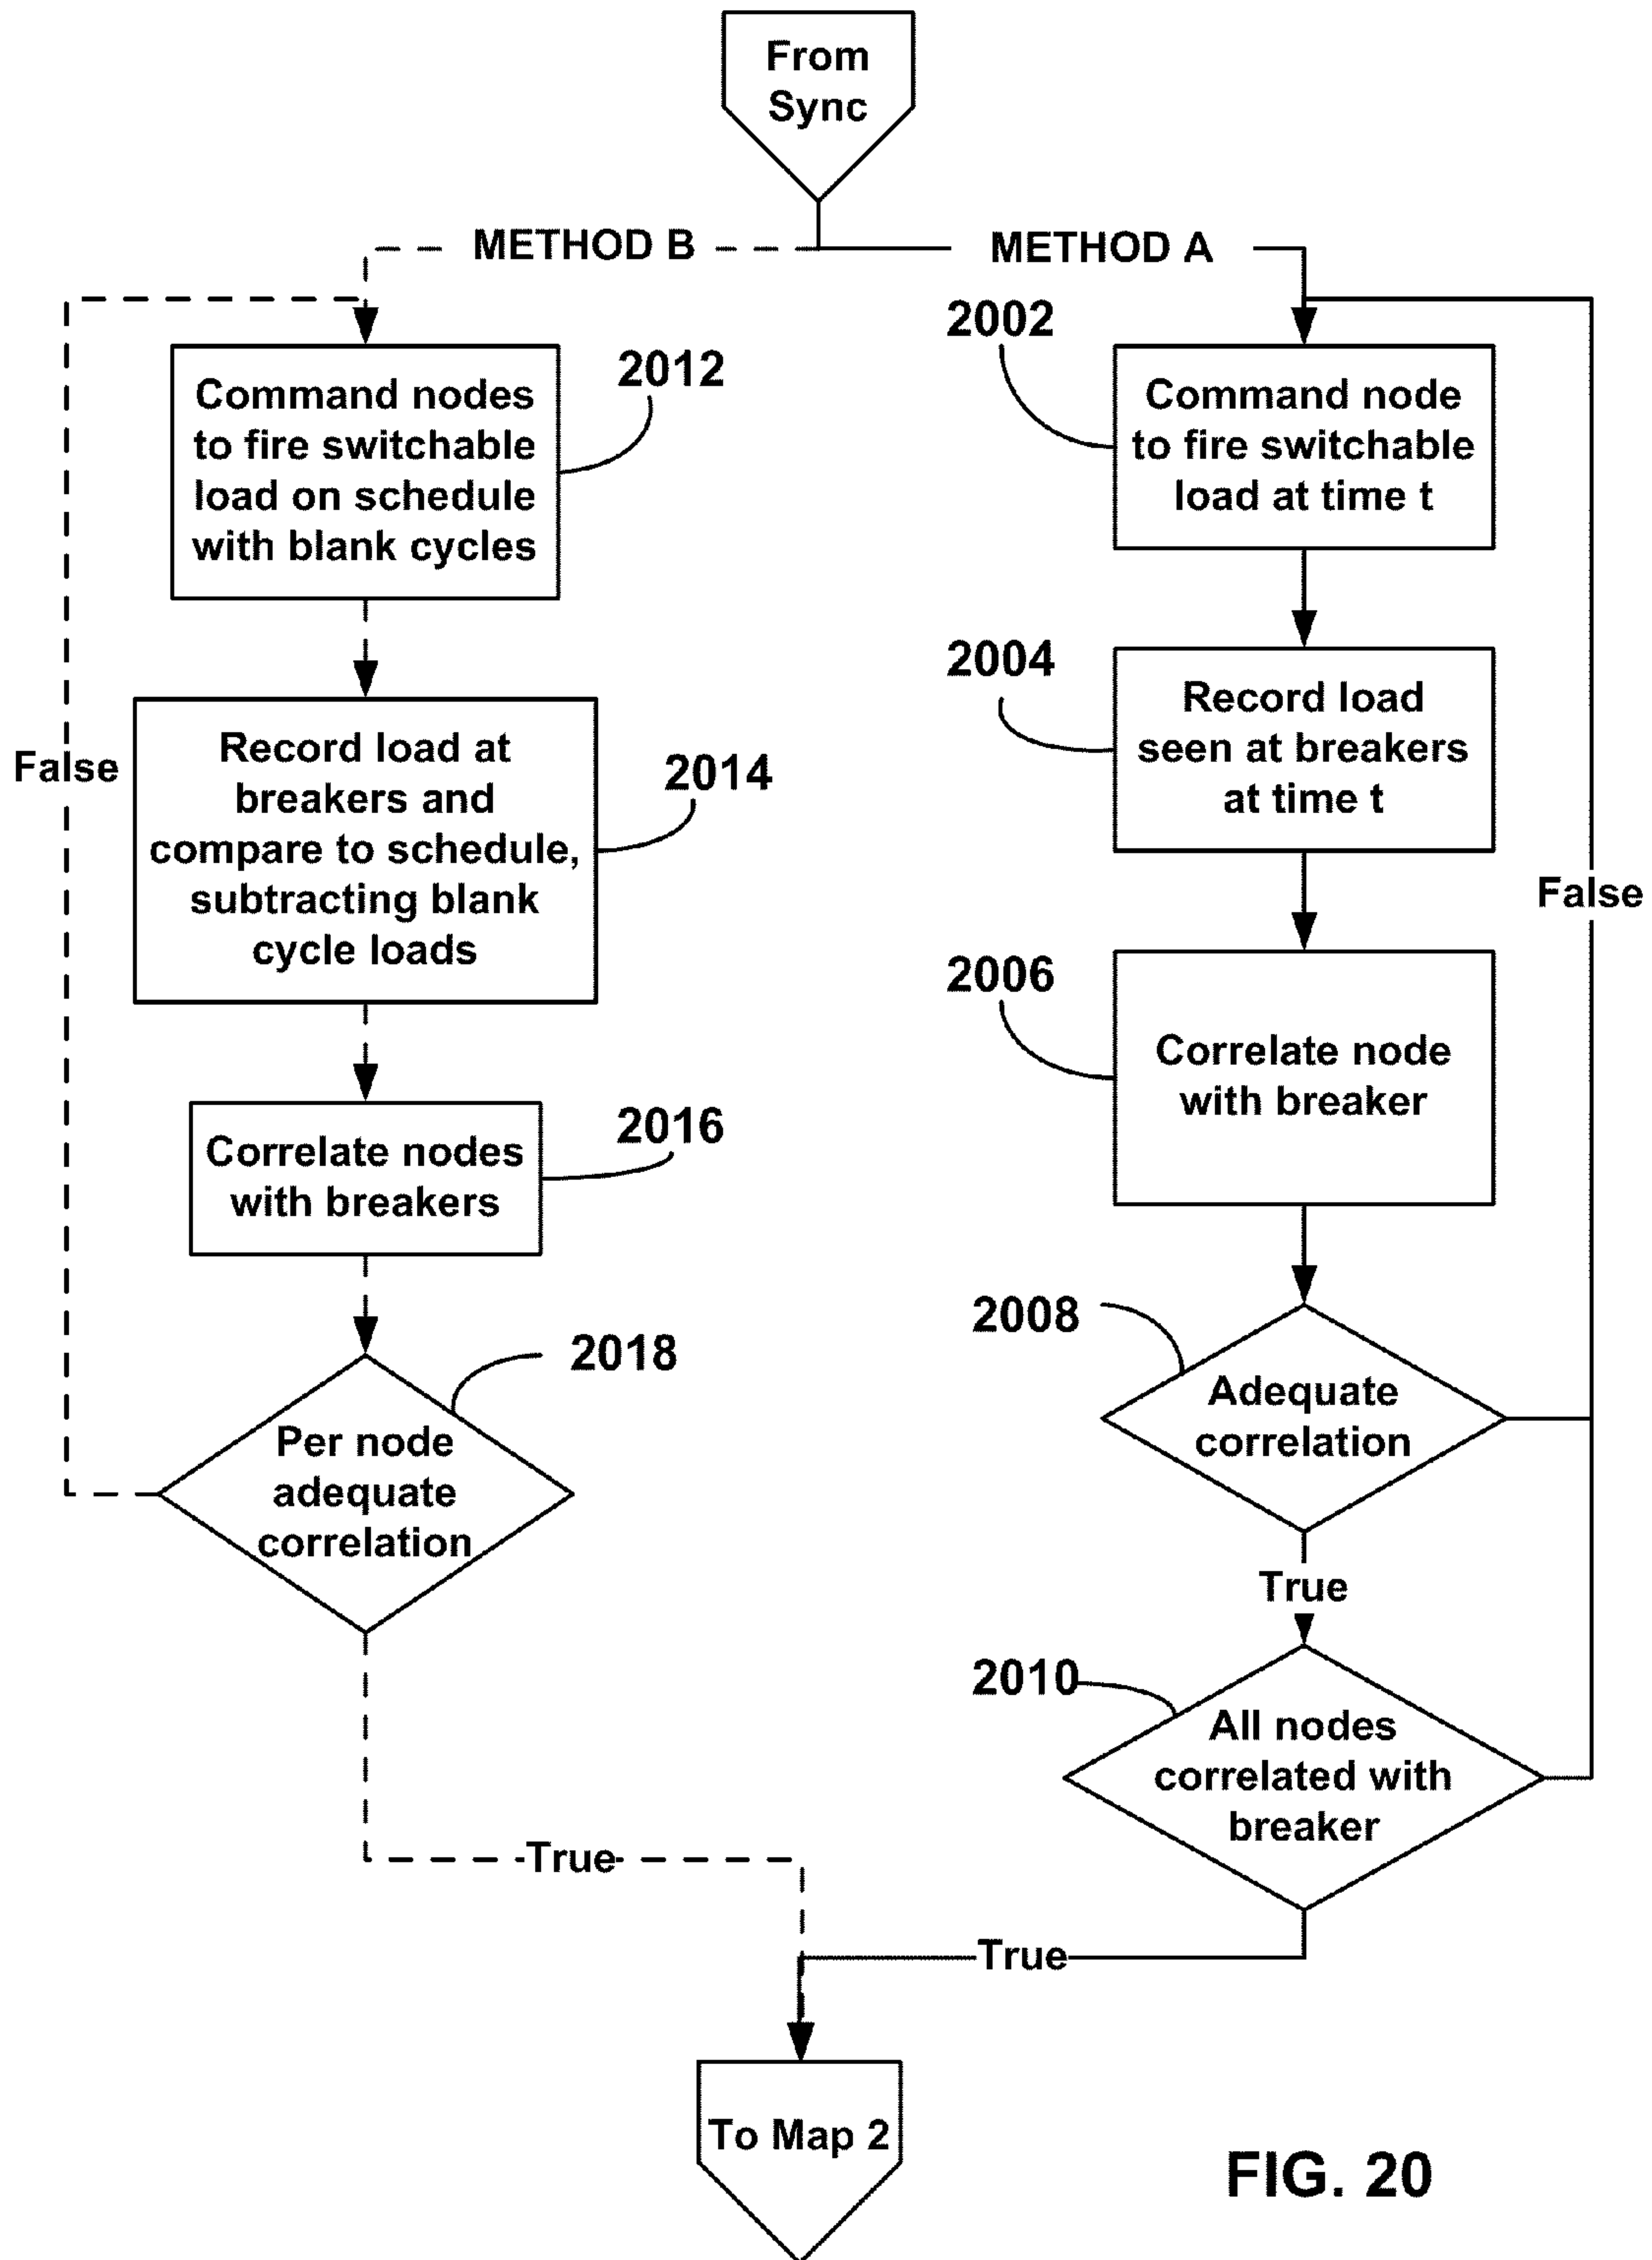 From
Sync
METHOD B
METHOD A
2012
Command nodes
to fire switchable
load on schedule
with blank cycles
False
Record load at
breakers and
compare to schedule,
subtracting blank
cycle loads
2014
Correlate nodes
with breakers
2016
2018
Per node
adequate
correlation
True
2002
Command node
to fire switchable
load at time t
2004
Record load
seen at breakers
at time t
False
2006
Correlate node
with breaker
2008
Adequate
correlation
True
2010
All nodes
correlated with
breaker
True
To Map 2
FIG. 20